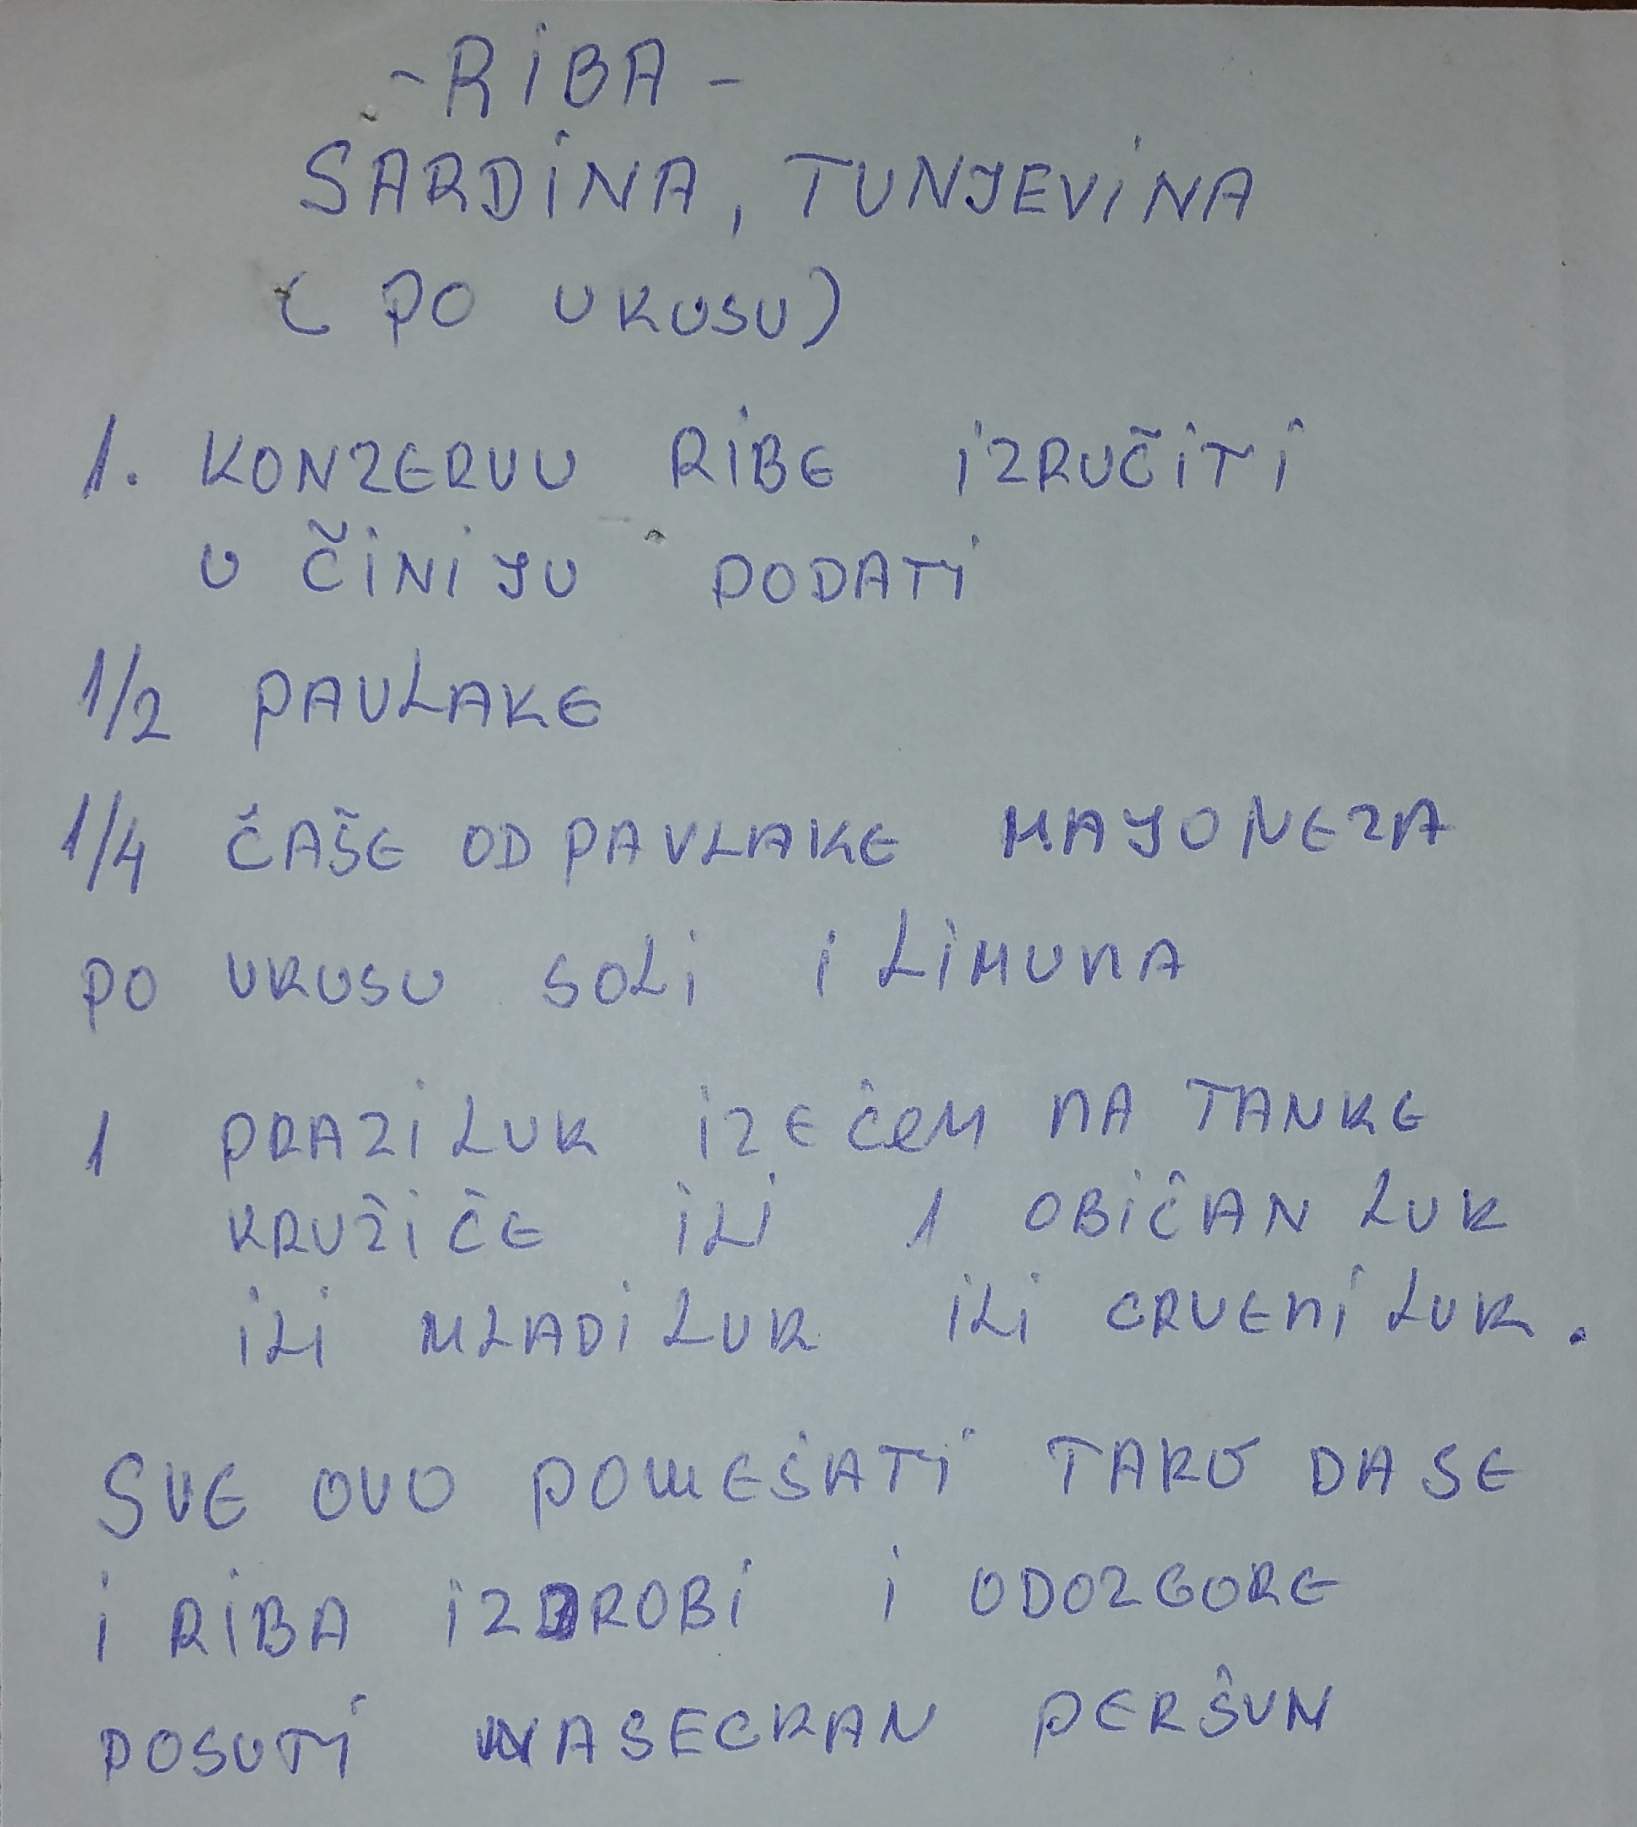 - RIBA -
SARDINA, TUNJEVINA
( PO UKUSU)
1. KONZERVU RIBE IZRUČITI
U ČINIJU PODATI
1/2 PAVLAKE
1/4 ČAŠE OD PAVLAKE MAJONEZA
PO UKUSU SOLI I LIMUNA
1 PRAZILUK IZEČEM NA TANKE
KRUŽIČE ILI 1 OBIČAN LUK
ILI MLADI LUK ILI CRVENI LUK.
SVE OVO POMEŠATI TAKO DA SE
I RIBA IZDROBI I ODOZGORE
POSUTI NASECKAN PERŠUN